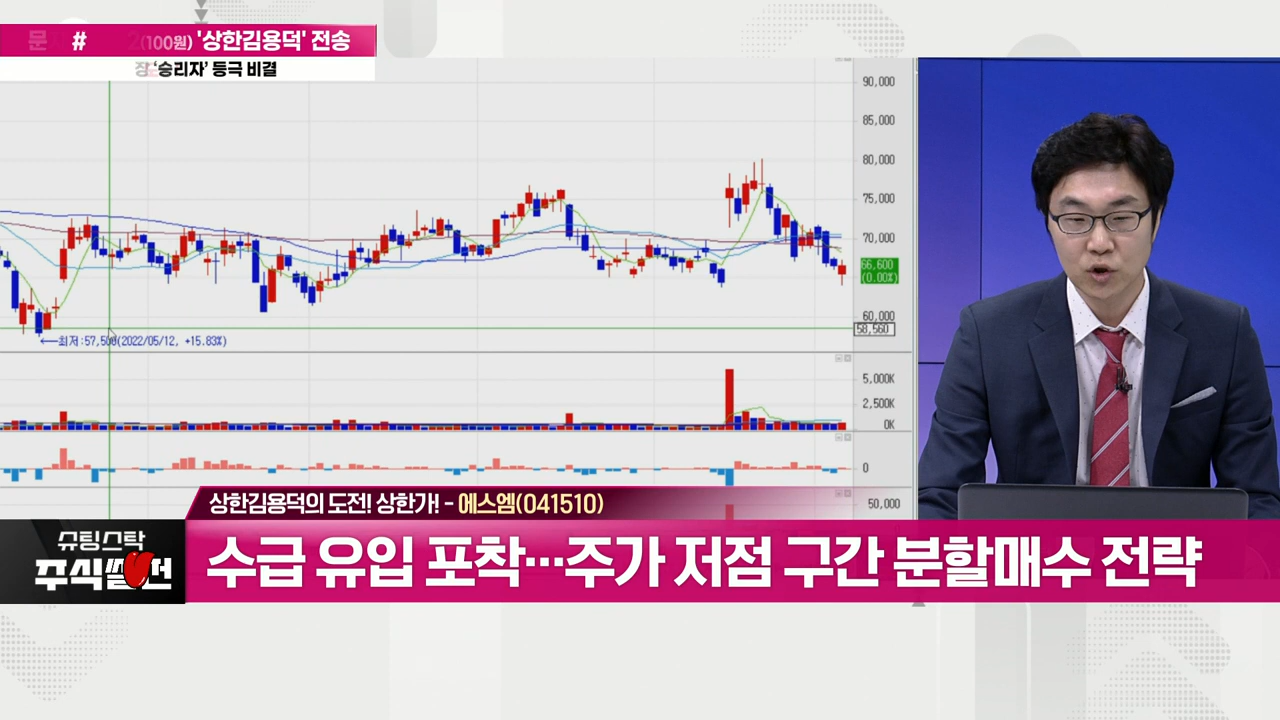 # (100원) '상한김용덕' 전송
'승리자' 등극 비결
90,000
85,000
80,000
75,000
70,000
66,600
(0.00%)
60,000
58,560
←최저:57,500(2022/05/12, +15.83%)
5,000K
2,500K
0K
0
50,000
상한김용덕의 도전! 상한가! - 에스엠(041510)
슈팅스탁
주식썰전
수급 유입 포착…주가 저점 구간 분할매수 전략